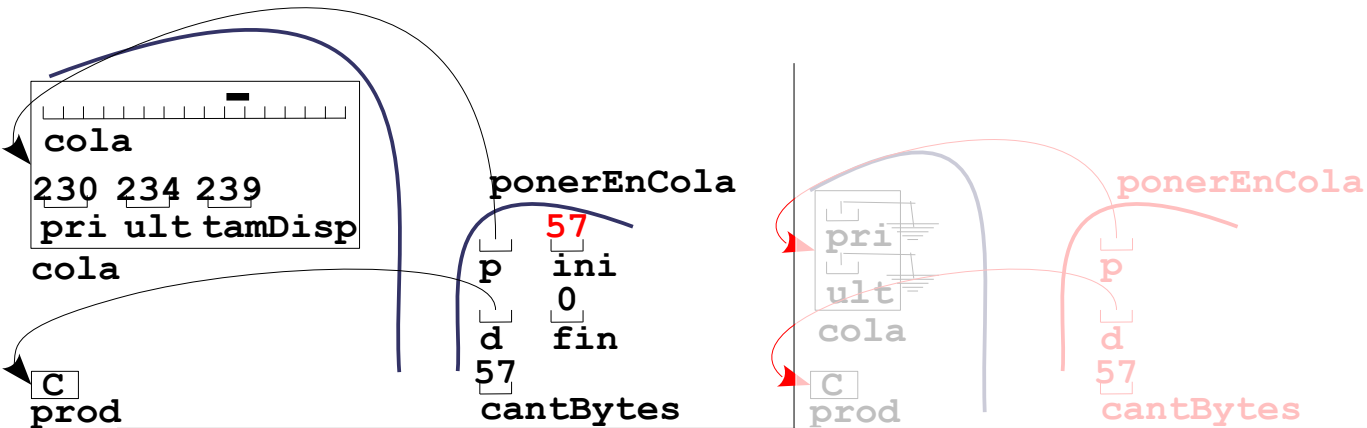 cola
230 234 239
pri ult tamDisp
cola
C
prod
ponerEnCola
57
p ini
0
d fin
57
cantBytes
pri
ult
cola
C
prod
ponerEnCola
p
d
57
cantBytes